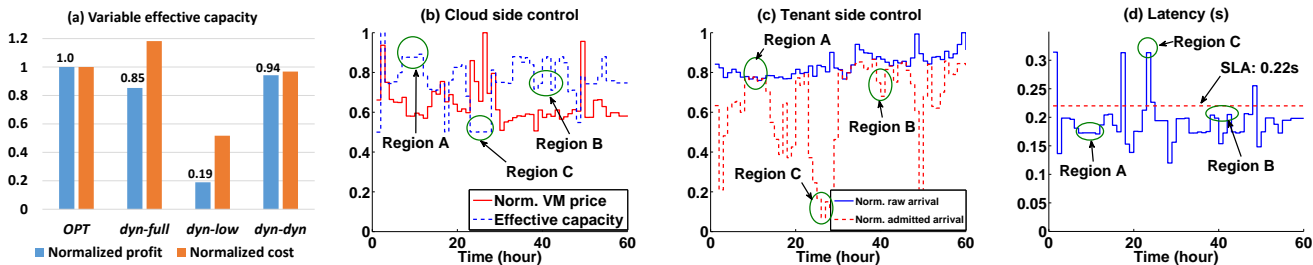 (a) Variable effective capacity
1.2
1
0.8
0.6
0.4
0.2
0
1.0
0.85
0.19
0.94
OPT
dyn-full
dyn-low
dyn-dyn
Normalized profit
Normalized cost
(b) Cloud side control
1
0.8
0.6
0.4
0.2
0
0
20
40
60
Time (hour)
Region A
Region B
Region C
Norm. VM price
Effective capacity
(c) Tenant side control
1
0.8
0.6
0.4
0.2
0
0
20
40
60
Time (hour)
Region A
Region B
Region C
Norm. raw arrival
Norm. admitted arrival
(d) Latency (s)
0.3
0.25
0.2
0.15
0.1
0.05
0
0
20
40
60
Time (hour)
Region C
SLA: 0.22s
Region A
Region B